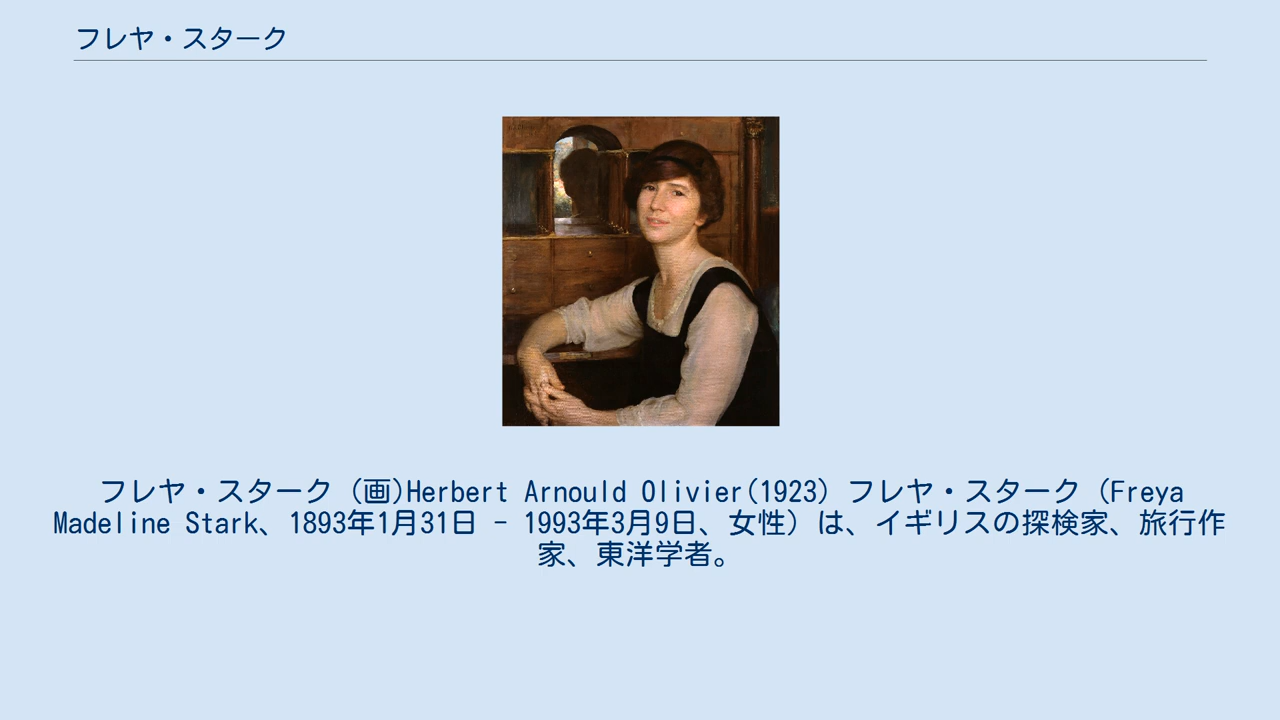 フレヤ・スターク
フレヤ・スターク (画)Herbert Arnould Olivier(1923) フレヤ・スターク（Freya
Madeline Stark、1893年1月31日 - 1993年3月9日、女性）は、イギリスの探検家、旅行作
家、東洋学者。